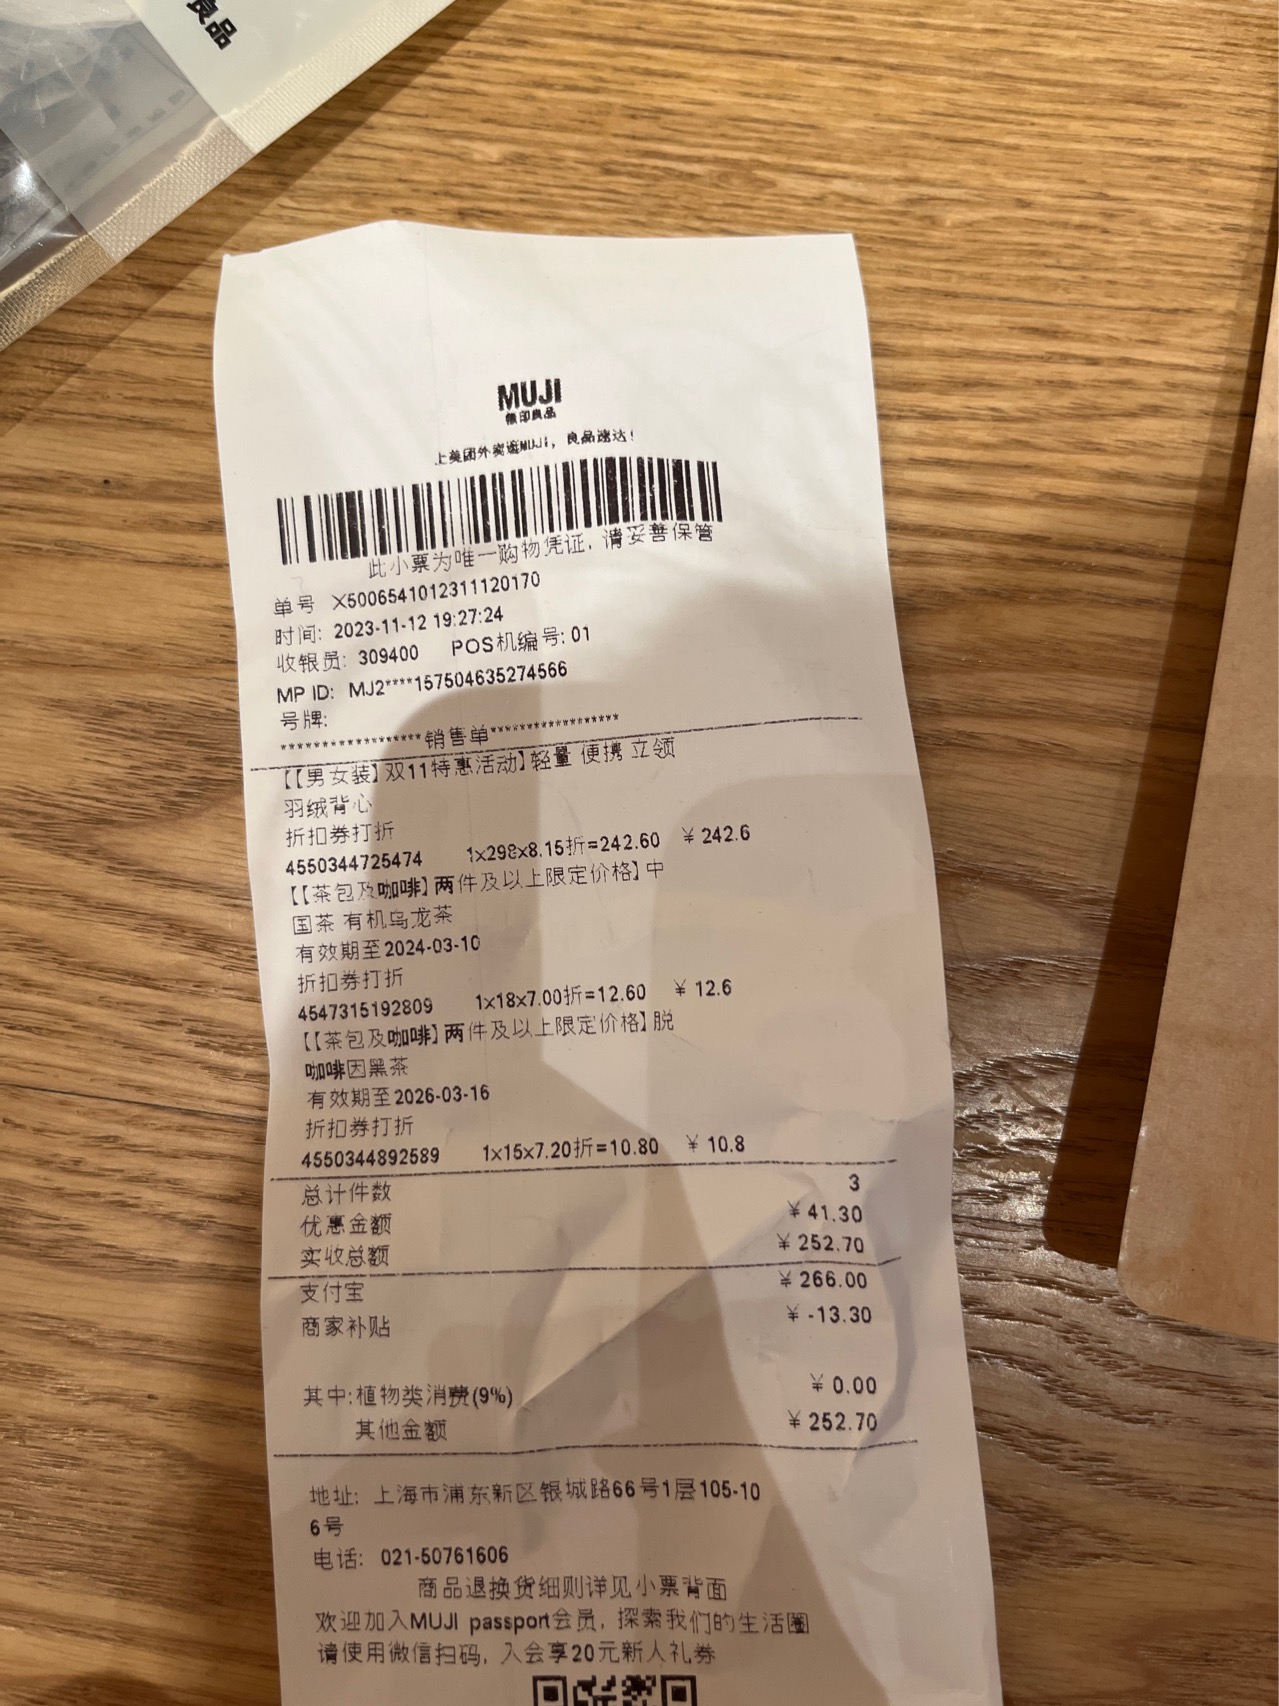 良品
MUJI
無印良品
上美团外卖逛MUJI，良品速达！
此小票为唯一购物凭证，请妥善保管
单号 X5006541012311120170
时间: 2023-11-12 19:27:24
收银员: 309400 POS机编号: 01
MP ID: MJ2****157504635274566
号牌:
*****************销售单*****************
【【男女装】双11特惠活动】轻量 便携 立领
羽绒背心
折扣券打折
4550344725474 1x298x8.15折=242.60 ￥242.6
【【茶包及咖啡】两件及以上限定价格】中
国茶 有机乌龙茶
有效期至2024-03-10
折扣券打折
4547315192809 1x18x7.00折=12.60 ￥12.6
【【茶包及咖啡】两件及以上限定价格】脱
咖啡因黑茶
有效期至2026-03-16
折扣券打折
4550344892589 1x15x7.20折=10.80 ￥10.8
总计件数 3
优惠金额 ￥41.30
实收总额 ￥252.70
支付宝 ￥266.00
商家补贴 ￥-13.30
其中:植物类消费(9%) ￥0.00
其他金额 ￥252.70
地址: 上海市浦东新区银城路66号1层105-10
6号
电话: 021-50761606
商品退换货细则详见小票背面
欢迎加入MUJI passport会员，探索我们的生活圈
请使用微信扫码，入会享20元新人礼券